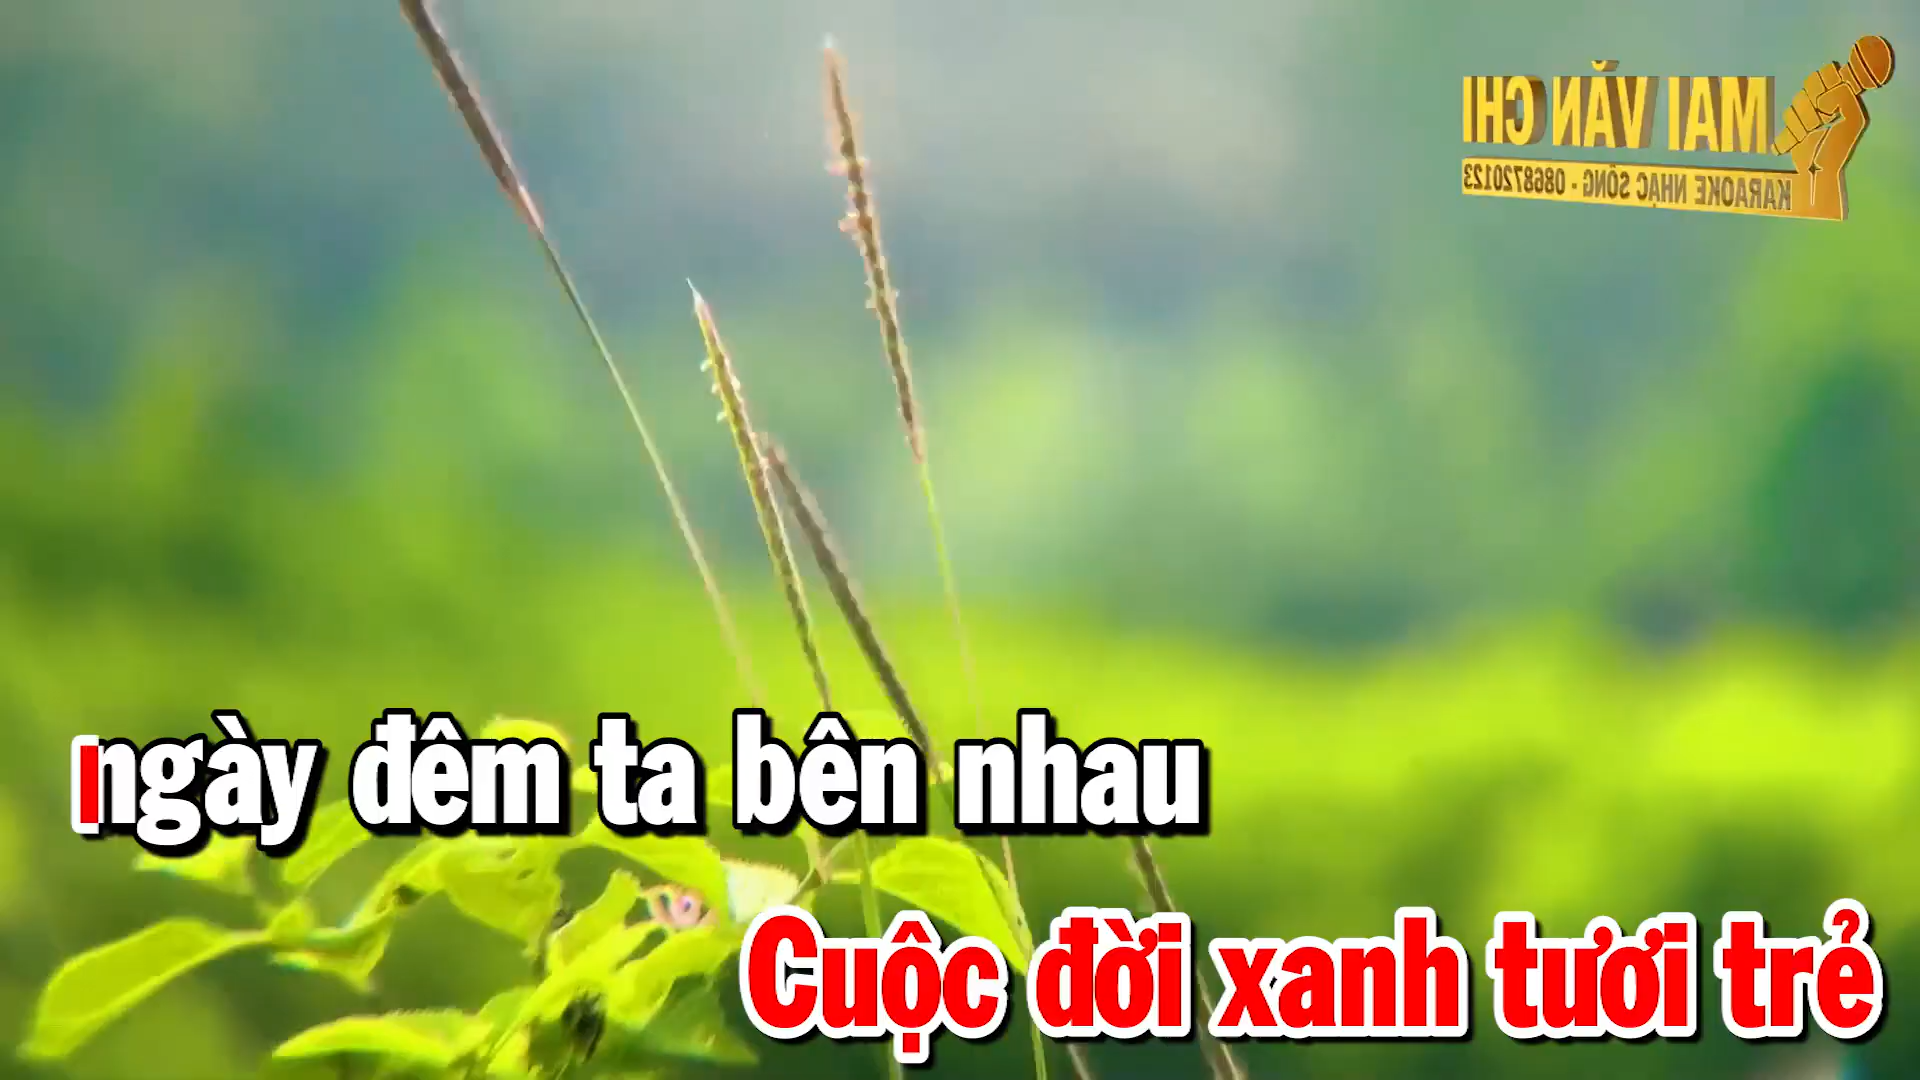 MAI VĂN CHI
KARAOKE NHẠC SỐNG - 0868720123
ngày đêm ta bên nhau
Cuộc đời xanh tươi trẻ